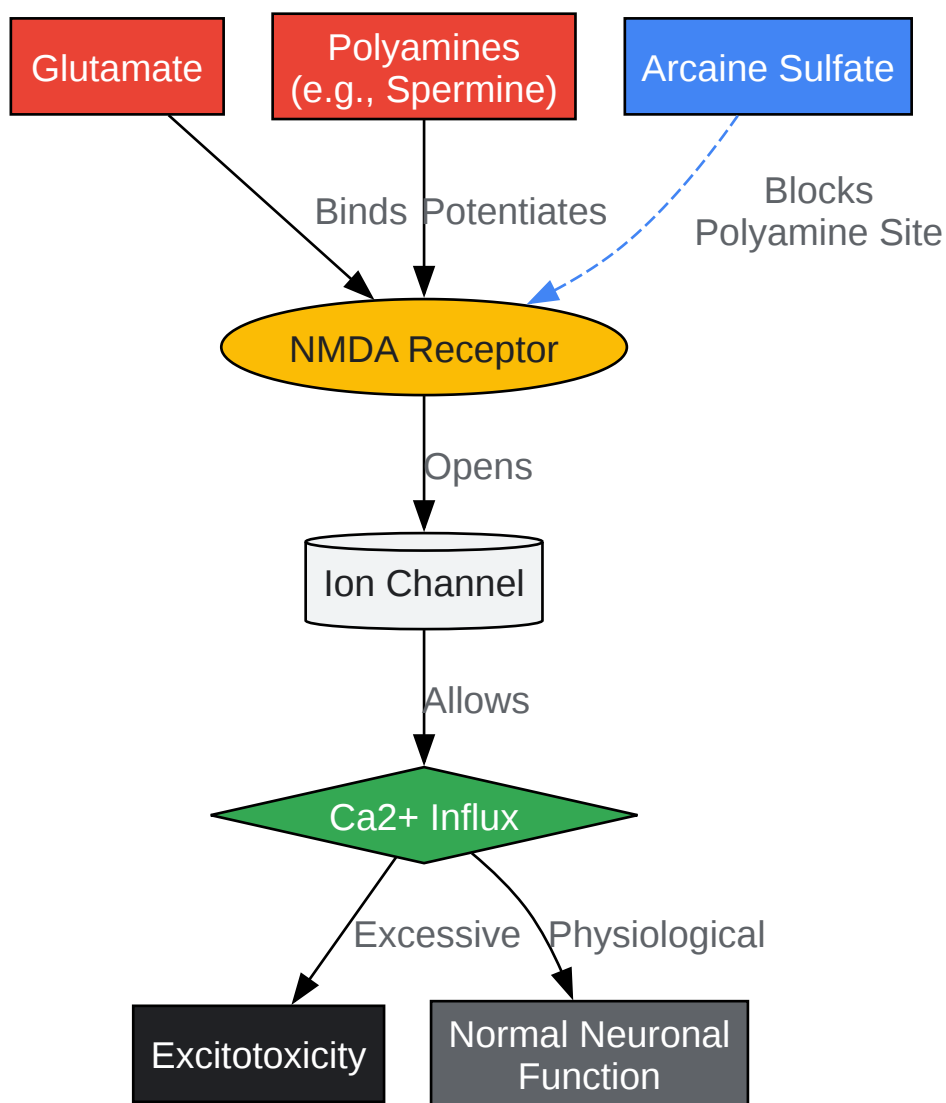 Glutamate
Polyamines
(e.g., Spermine)
Arcaine Sulfate
Binds
Potentiates
Blocks
Polyamine Site
NMDA Receptor
Opens
Ion Channel
Allows
Ca2+ Influx
Excessive
Physiological
Excitotoxicity
Normal Neuronal
Function